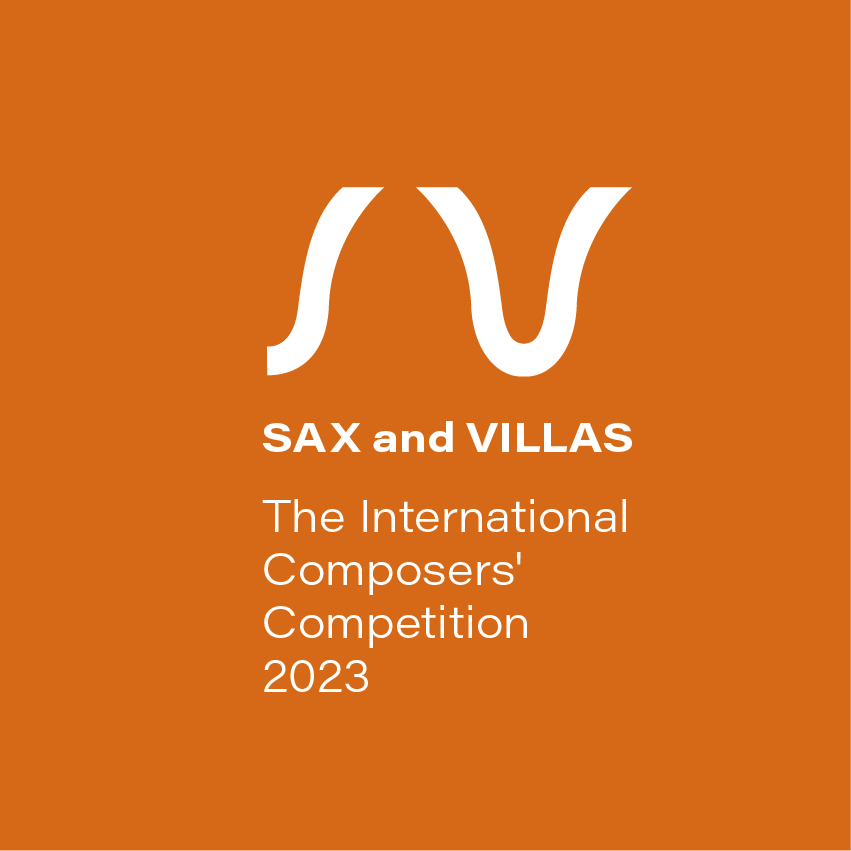 SAX and VILLAS
The International
Composers'
Competition
2023